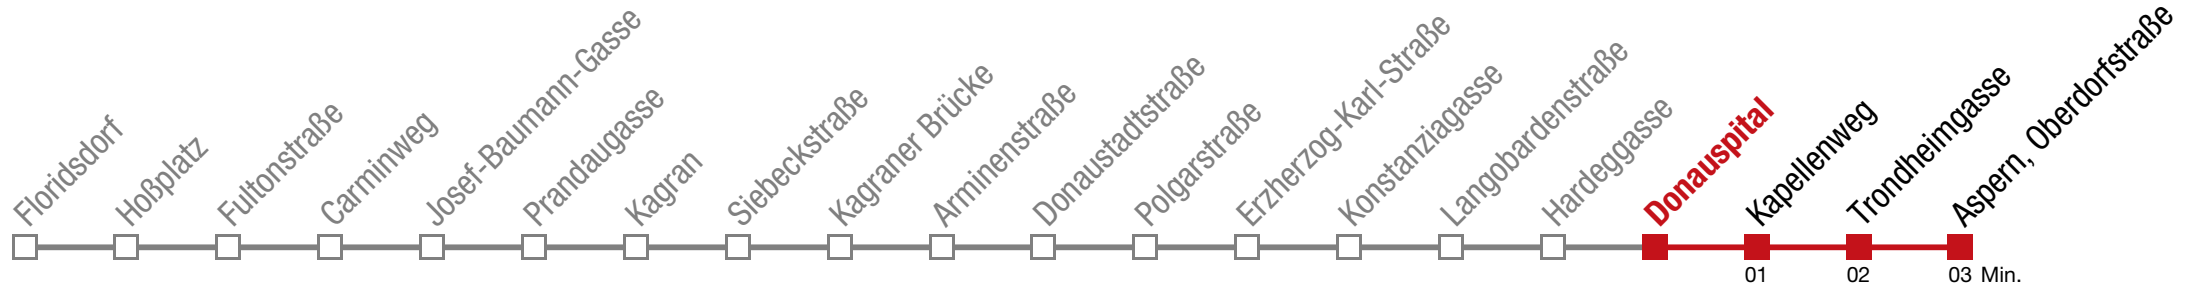 Floridsdorf
Hoßplatz
Fultonstraße
Carminweg
Josef-Baumann-Gasse
Prandaugasse
Kagran
Siebeckstraße
Kagraner Brücke
Arminenstraße
Donaustadtstraße
Polgarstraße
Erzherzog-Karl-Straße
Konstanziagasse
Langobardenstraße
Hardeggasse
Donauspital
Kapellenweg
Trondheimgasse
Aspern, Oberdorfstraße
01
02
03 Min.